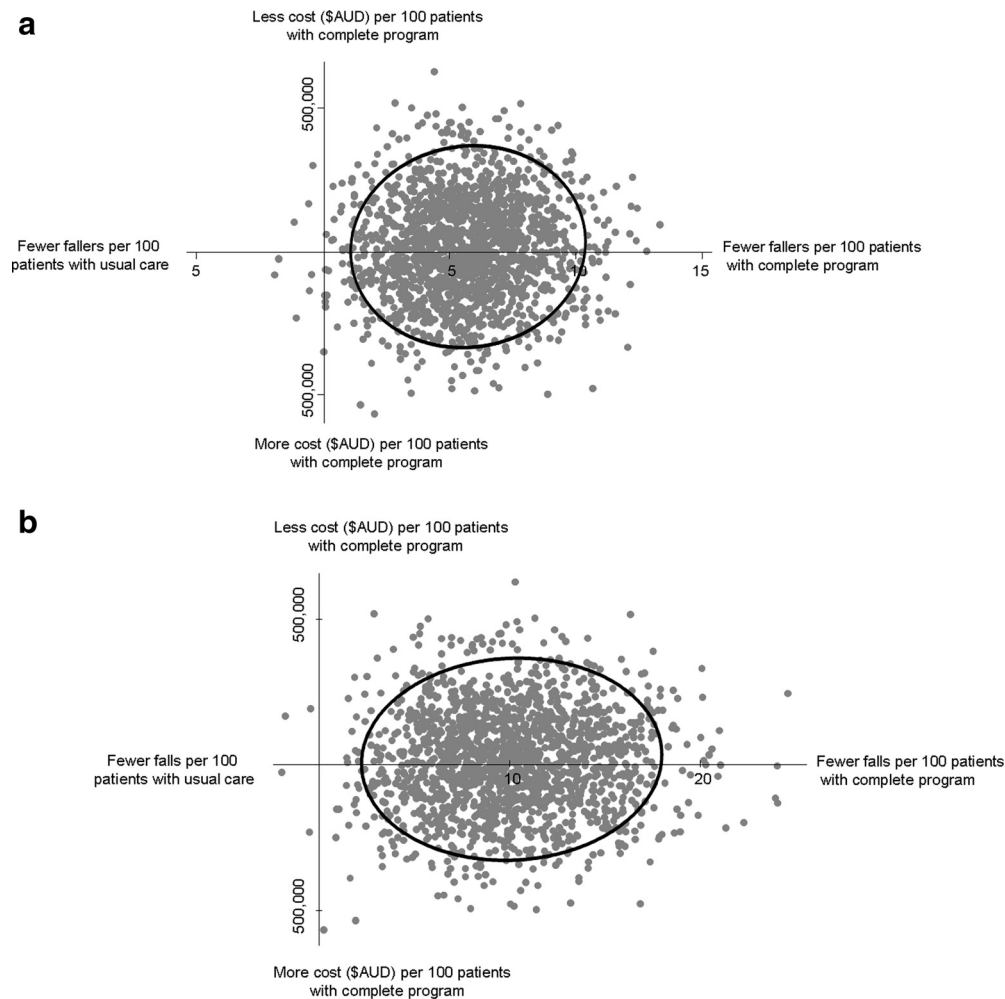 a
Less cost ($AUD) per 100 patients
with complete program
500,000
Fewer fallers per 100
patients with usual care
5
5
10
15
Fewer fallers per 100 patients
with complete program
500,000
More cost ($AUD) per 100 patients
with complete program
b
Less cost ($AUD) per 100 patients
with complete program
500,000
Fewer falls per 100
patients with usual care
10
20
Fewer falls per 100 patients
with complete program
500,000
More cost ($AUD) per 100 patients
with complete program